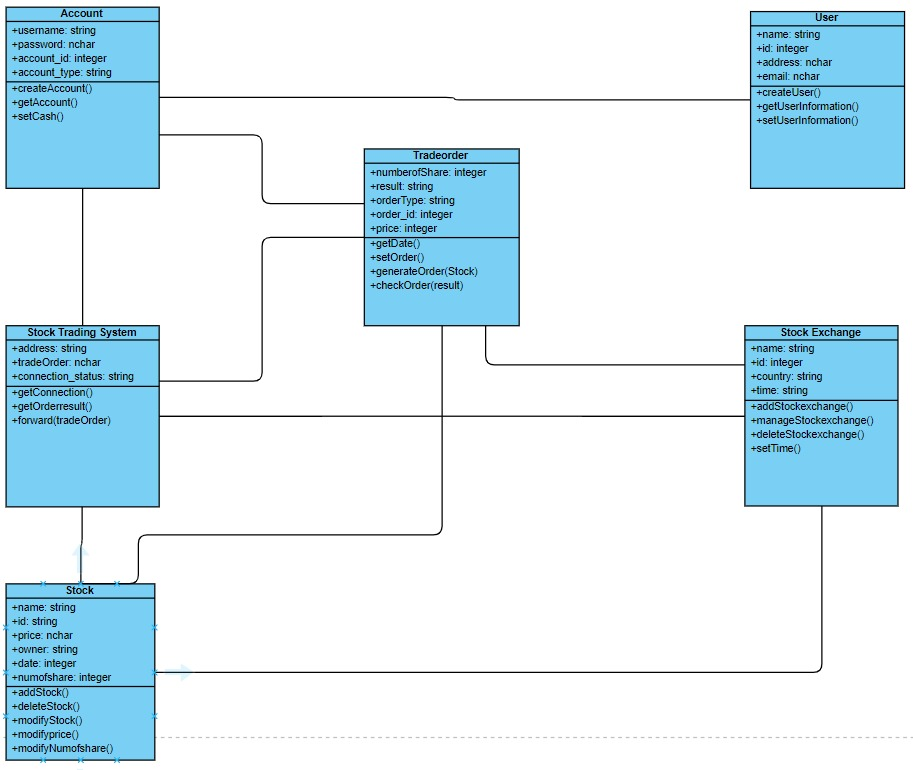 Account
+username: string
+password: nchar
+account_id: integer
+account_type: string
+createAccount()
+getAccount()
+setCash()
User
+name: string
+id: integer
+address: nchar
+email: nchar
+createUser()
+getUserInformation()
+setUserInformation()
Tradeorder
+numberofShare: integer
+result: string
+orderType: string
+order_id: integer
+price: integer
+getDate()
+setOrder()
+generateOrder(Stock)
+checkOrder(result)
Stock Trading System
+address: string
+tradeOrder: nchar
+connection_status: string
+getConnection()
+getOrderresult()
+forward(tradeOrder)
Stock Exchange
+name: string
+id: integer
+country: string
+time: string
+addStockexchange()
+manageStockexchange()
+deleteStockexchange()
+setTime()
Stock
+name: string
+id: string
+price: nchar
+owner: string
+date: integer
+numofshare: integer
+addStock()
+deleteStock()
+modifyStock()
+modifyprice()
+modifyNumofshare()